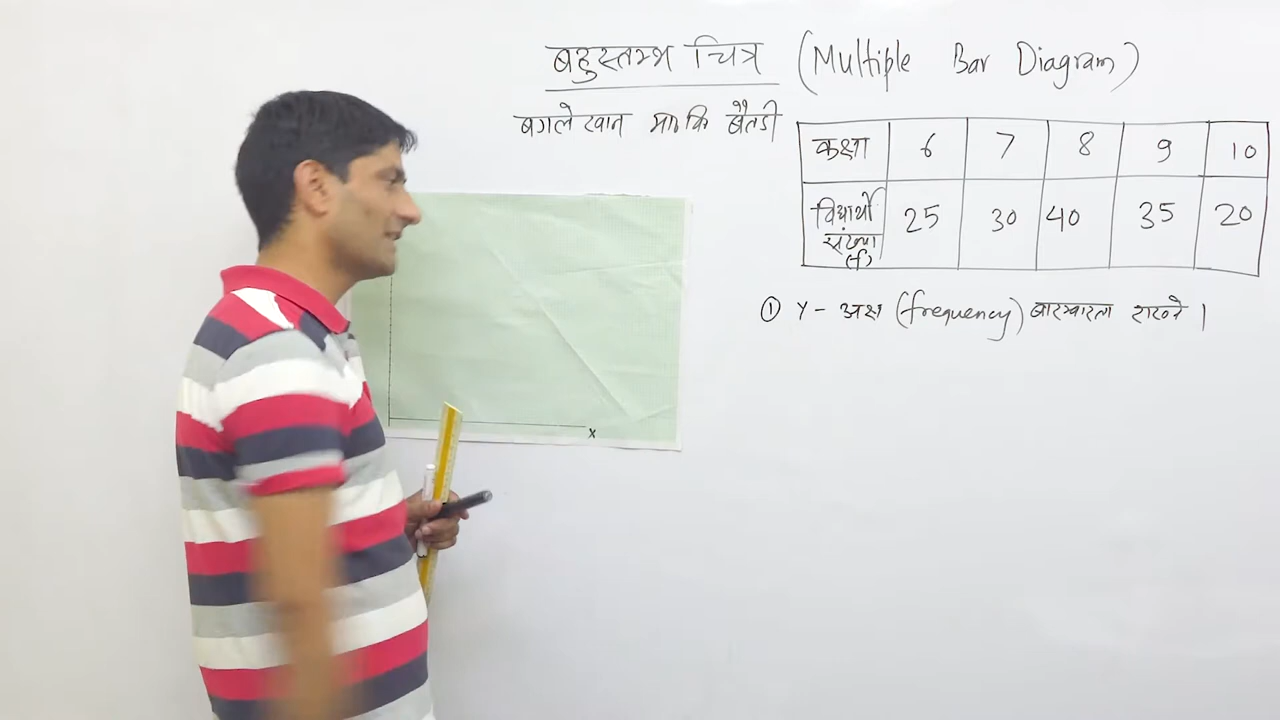 बहुस्तम्भ चित्र (Multiple Bar Diagram)
बगलेखान मा॰ वि बैतडी
कक्षा 6 7 8 9 10
विद्यार्थी संख्या (f) 25 30 40 35 20
① Y - अक्ष (frequency) बारम्बारता राख्ने ।
x